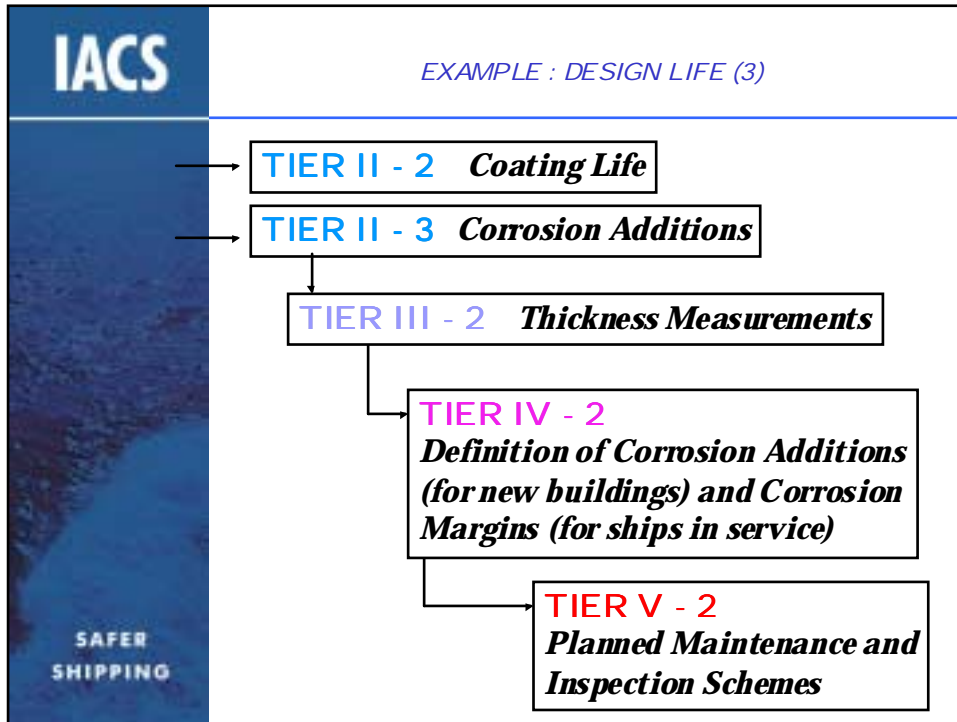 IACS
EXAMPLE : DESIGN LIFE (3)
TIER II - 2 Coating Life
TIER II - 3 Corrosion Additions
TIER III - 2 Thickness Measurements
TIER IV - 2
Definition of Corrosion Additions
(for new buildings) and Corrosion
Margins (for ships in service)
TIER V - 2
Planned Maintenance and
Inspection Schemes
SAFER
SHIPPING